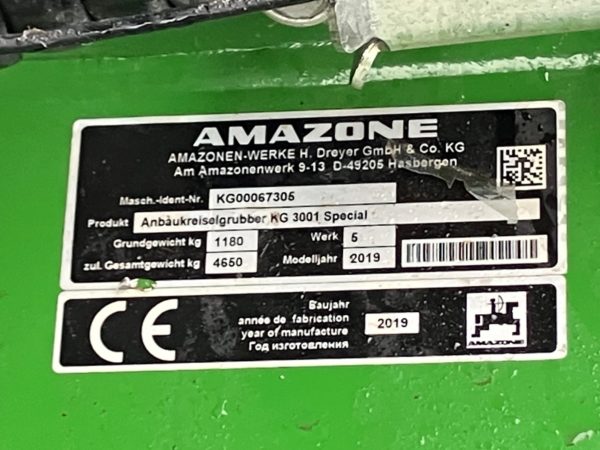 AMAZONE
AMAZONEN-WERKE H. Dreyer GmbH & Co. KG
Am Amazonenwerk 9-13 D-49205 Hasbergen
Masch.-Ident-Nr. KG00067305
Produkt Anbaukreiselgrubber KG 3001 Special
Grundgewicht kg 1180 Werk 5
zul. Gesamtgewicht kg 4650 Modelljahr 2019
CE
Baujahr
année de fabrication
year of manufacture
Год изготовления
2019
AMAZONE